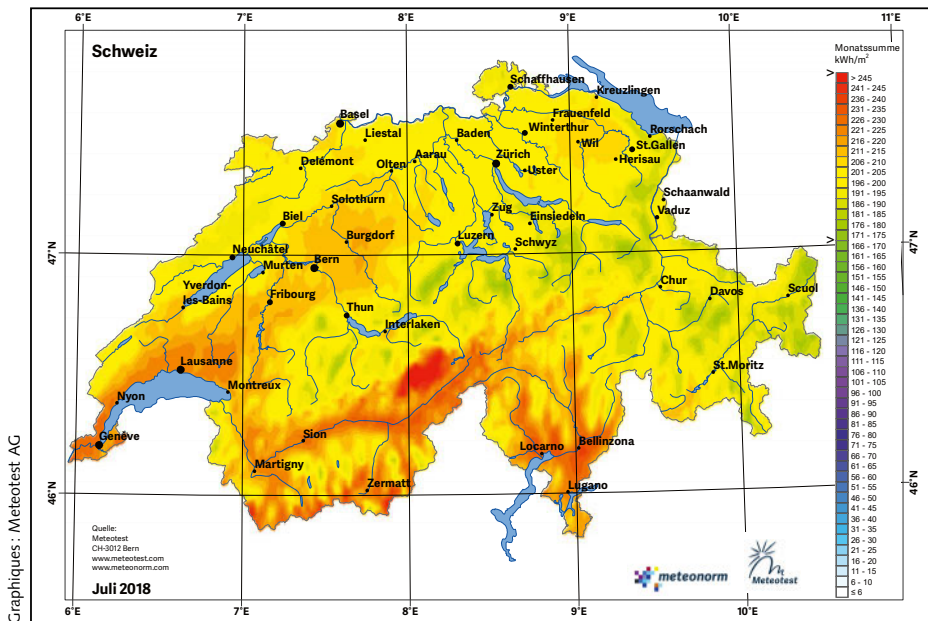 6°E 7°E 8°E 9°E 10°E 11°E
Schweiz
Monatssumme
kWh/m²
> 245
241 - 245
236 - 240
231 - 235
226 - 230
221 - 225
216 - 220
211 - 215
206 - 210
201 - 205
196 - 200
191 - 195
186 - 190
181 - 185
176 - 180
171 - 175
166 - 170
161 - 165
156 - 160
151 - 155
146 - 150
141 - 145
136 - 140
131 - 135
126 - 130
121 - 125
116 - 120
111 - 115
106 - 110
101 - 105
96 - 100
91 - 95
86 - 90
81 - 85
76 - 80
71 - 75
66 - 70
61 - 65
56 - 60
51 - 55
46 - 50
41 - 45
36 - 40
31 - 35
26 - 30
21 - 25
16 - 20
11 - 15
6 - 10
≤ 6
>
>
Schaffhausen
Kreuzlingen
Basel
Frauenfeld
Liestal
Baden
Winterthur
Rorschach
Wil
St.Gallen
Delémont
Olten
Aarau
Zürich
Herisau
Uster
Solothurn
Schaanwald
Biel
Zug
Einsiedeln
Vaduz
Burgdorf
Luzern
Schwyz
47°N
Neuchâtel
47°N
Murten
Bern
Yverdon-
les-Bains
Fribourg
Chur
Davos
Scuol
Thun
Interlaken
Lausanne
St.Moritz
Montreux
Nyon
Genève
Sion
Locarno
Bellinzona
Martigny
Zermatt
Lugano
46°N
46°N
Quelle:
Meteotest
CH-3012 Bern
www.meteotest.com
www.meteonorm.com
Juli 2018
meteonorm
Meteotest
6°E 7°E 8°E 9°E 10°E
Graphiques : Meteotest AG